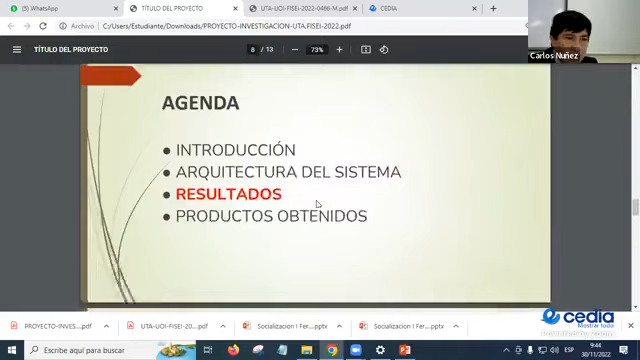 (5) WhatsApp
TÍTULO DEL PROYECTO
UTA-UOI-FISEI-2022-0486-M.pdf
CEDIA
Archivo
C:/Users/Estudiante/Downloads/PROYECTO-INVESTIGACION-UTA.FISEI-2022.pdf
TÍTULO DEL PROYECTO
8 / 13
73%
Carlos Nuñez
AGENDA
● INTRODUCCIÓN
● ARQUITECTURA DEL SISTEMA
● RESULTADOS
● PRODUCTOS OBTENIDOS
cedia
Mostrar todo
PROYECTO-INVES....pdf
UTA-UOI-FISEI-20....pdf
Socialización I Fer....pptx
Socialización I Fer....pptx
Escribe aquí para buscar
ESP
9:44
30/11/2022